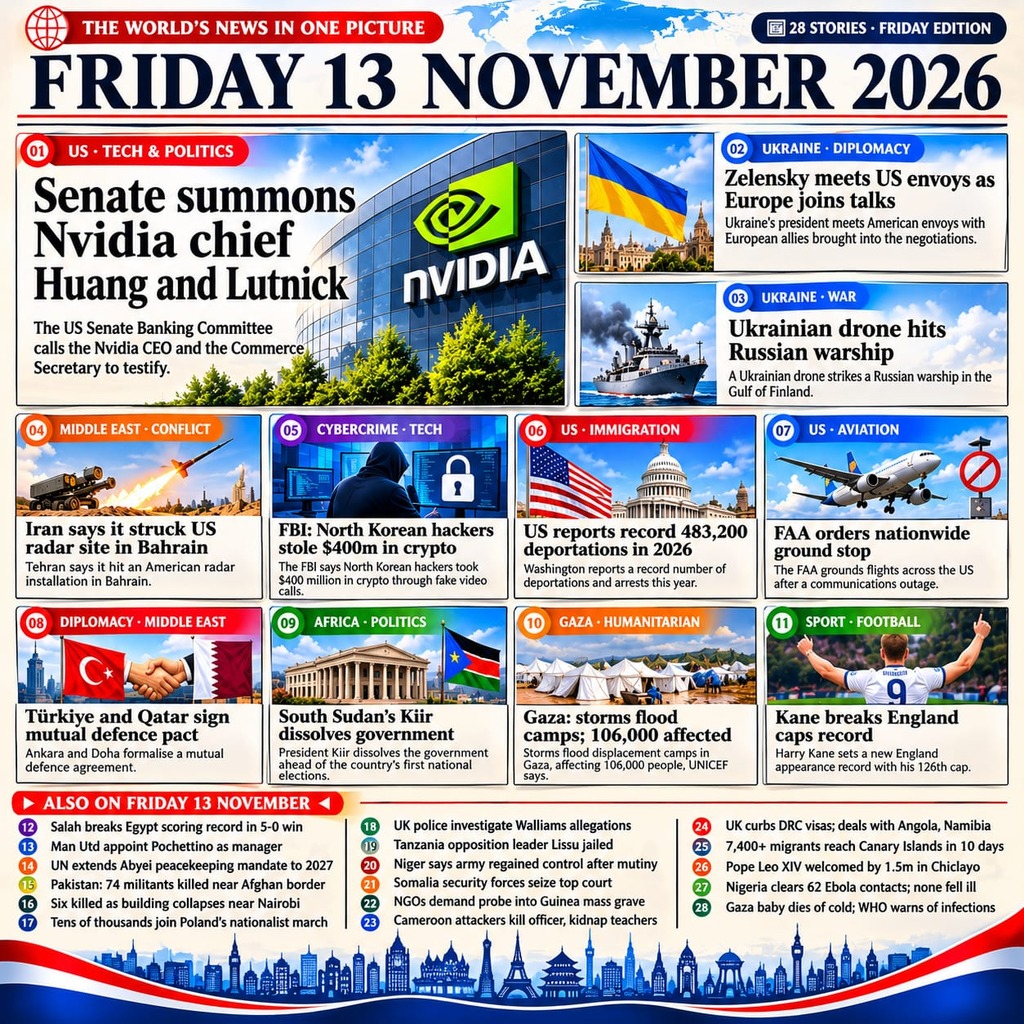 THE WORLD'S NEWS IN ONE PICTURE
28 STORIES · FRIDAY EDITION
FRIDAY 13 NOVEMBER 2026
01 US · TECH & POLITICS
Senate summons
Nvidia chief
Huang and Lutnick
The US Senate Banking Committee
calls the Nvidia CEO and the Commerce
Secretary to testify.
nVIDIA
02 UKRAINE · DIPLOMACY
Zelensky meets US envoys as
Europe joins talks
Ukraine's president meets American envoys with
European allies brought into the negotiations.
03 UKRAINE · WAR
Ukrainian drone hits
Russian warship
A Ukrainian drone strikes a Russian warship in the
Gulf of Finland.
04 MIDDLE EAST · CONFLICT
Iran says it struck US
radar site in Bahrain
Tehran says it hit an American radar
installation in Bahrain.
05 CYBERCRIME · TECH
FBI: North Korean hackers
stole $400m in crypto
The FBI says North Korean hackers took
$400 million in crypto through fake video
calls.
06 US · IMMIGRATION
US reports record 483,200
deportations in 2026
Washington reports a record number of
deportations and arrests this year.
07 US · AVIATION
FAA orders nationwide
ground stop
The FAA grounds flights across the US
after a communications outage.
08 DIPLOMACY · MIDDLE EAST
Türkiye and Qatar sign
mutual defence pact
Ankara and Doha formalise a mutual
defence agreement.
09 AFRICA · POLITICS
South Sudan's Kiir
dissolves government
President Kiir dissolves the government
ahead of the country's first national
elections.
10 GAZA · HUMANITARIAN
Gaza: storms flood
camps; 106,000 affected
Storms flood displacement camps in
Gaza, affecting 106,000 people, UNICEF
says.
11 SPORT · FOOTBALL
9
Kane breaks England
caps record
Harry Kane sets a new England
appearance record with his 126th cap.
ALSO ON FRIDAY 13 NOVEMBER
12 Salah breaks Egypt scoring record in 5-0 win
13 Man Utd appoint Pochettino as manager
14 UN extends Abyei peacekeeping mandate to 2027
15 Pakistan: 74 militants killed near Afghan border
16 Six killed as building collapses near Nairobi
17 Tens of thousands join Poland's nationalist march
18 UK police investigate Walliams allegations
19 Tanzania opposition leader Lissu jailed
20 Niger says army regained control after mutiny
21 Somalia security forces seize top court
22 NGOs demand probe into Guinea mass grave
23 Cameroon attackers kill officer, kidnap teachers
24 UK curbs DRC visas; deals with Angola, Namibia
25 7,400+ migrants reach Canary Islands in 10 days
26 Pope Leo XIV welcomed by 1.5m in Chiclayo
27 Nigeria clears 62 Ebola contacts; none fell ill
28 Gaza baby dies of cold; WHO warns of infections